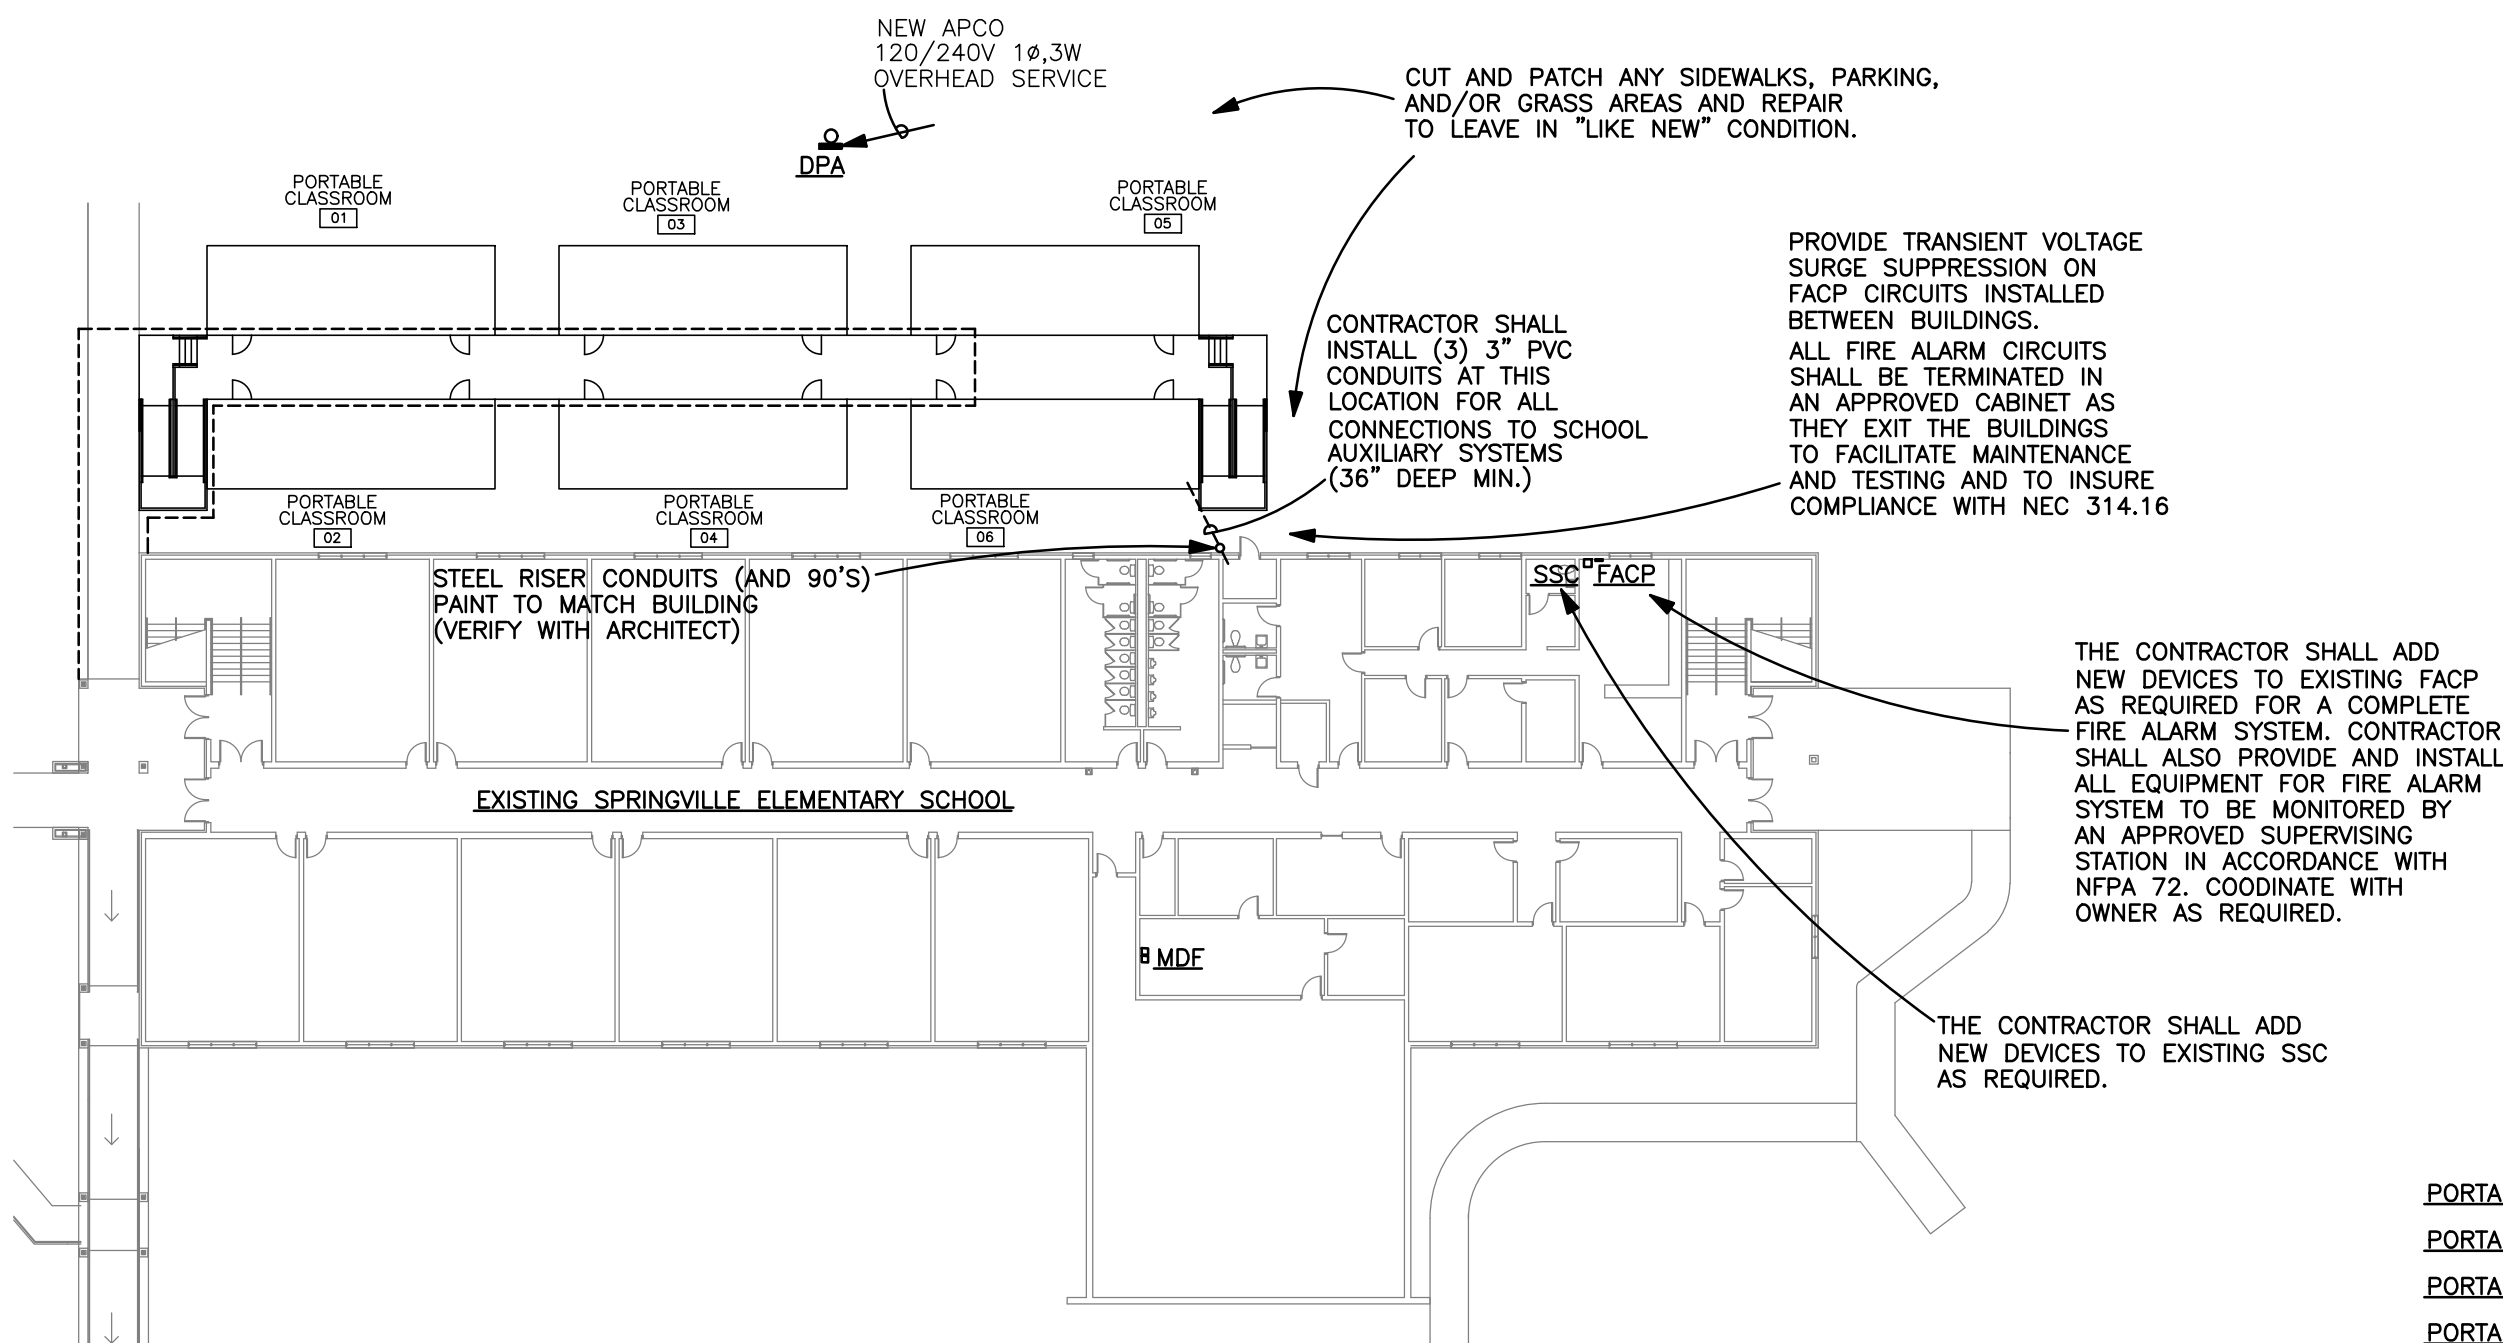 NEW APCO
120/240V 1ø,3W
OVERHEAD SERVICE
CUT AND PATCH ANY SIDEWALKS, PARKING,
AND/OR GRASS AREAS AND REPAIR
TO LEAVE IN "LIKE NEW" CONDITION.
DPA
PORTABLE
CLASSROOM
01
PORTABLE
CLASSROOM
03
PORTABLE
CLASSROOM
05
PROVIDE TRANSIENT VOLTAGE
SURGE SUPPRESSION ON
FACP CIRCUITS INSTALLED
BETWEEN BUILDINGS.
ALL FIRE ALARM CIRCUITS
SHALL BE TERMINATED IN
AN APPROVED CABINET AS
THEY EXIT THE BUILDINGS
TO FACILITATE MAINTENANCE
AND TESTING AND TO INSURE
COMPLIANCE WITH NEC 314.16
CONTRACTOR SHALL
INSTALL (3) 3" PVC
CONDUITS AT THIS
LOCATION FOR ALL
CONNECTIONS TO SCHOOL
AUXILIARY SYSTEMS
(36" DEEP MIN.)
PORTABLE
CLASSROOM
02
PORTABLE
CLASSROOM
04
PORTABLE
CLASSROOM
06
STEEL RISER CONDUITS (AND 90'S)
PAINT TO MATCH BUILDING
(VERIFY WITH ARCHITECT)
SSC
FACP
THE CONTRACTOR SHALL ADD
NEW DEVICES TO EXISTING FACP
AS REQUIRED FOR A COMPLETE
FIRE ALARM SYSTEM. CONTRACTOR
SHALL ALSO PROVIDE AND INSTALL
ALL EQUIPMENT FOR FIRE ALARM
SYSTEM TO BE MONITORED BY
AN APPROVED SUPERVISING
STATION IN ACCORDANCE WITH
NFPA 72. COODINATE WITH
OWNER AS REQUIRED.
EXISTING SPRINGVILLE ELEMENTARY SCHOOL
MDF
THE CONTRACTOR SHALL ADD
NEW DEVICES TO EXISTING SSC
AS REQUIRED.
PORTA
PORTA
PORTA
PORTA